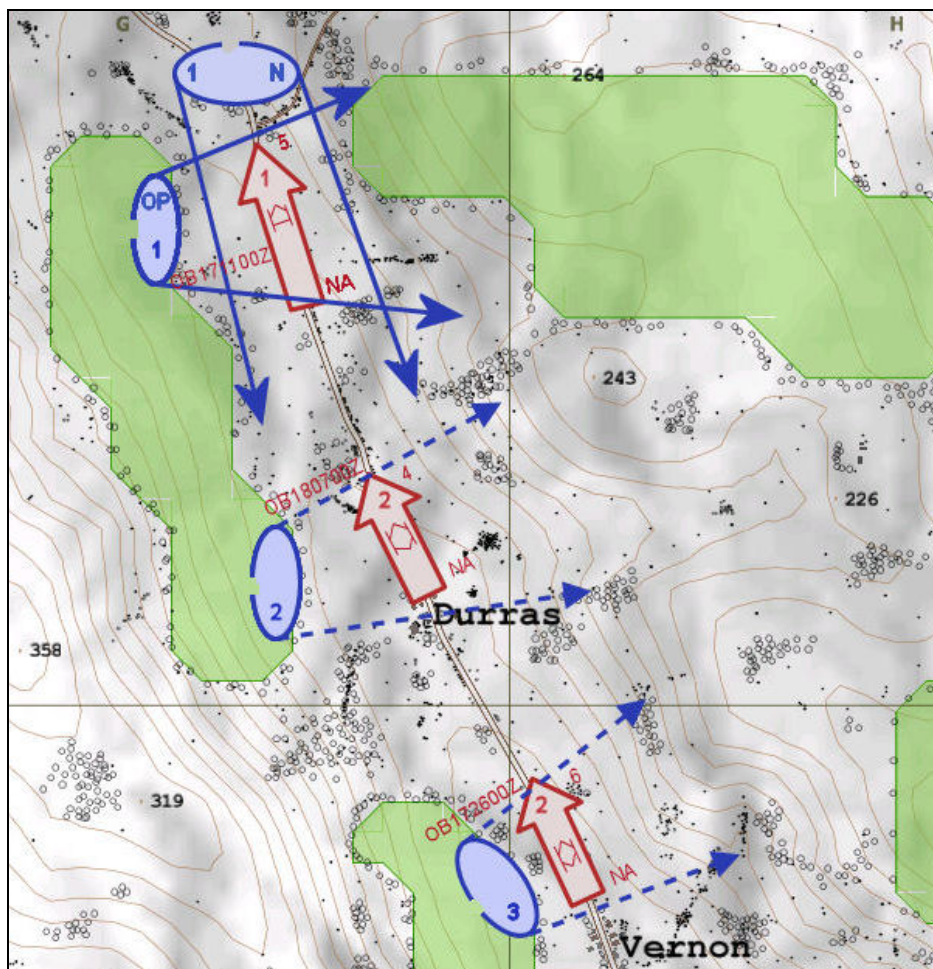 G
H
1 N
264
5
1
OP
1
OB171100Z
NA
243
OB180700Z
4
2
226
NA
Durras
2
358
6
OB172600Z
2
319
NA
3
Vernon